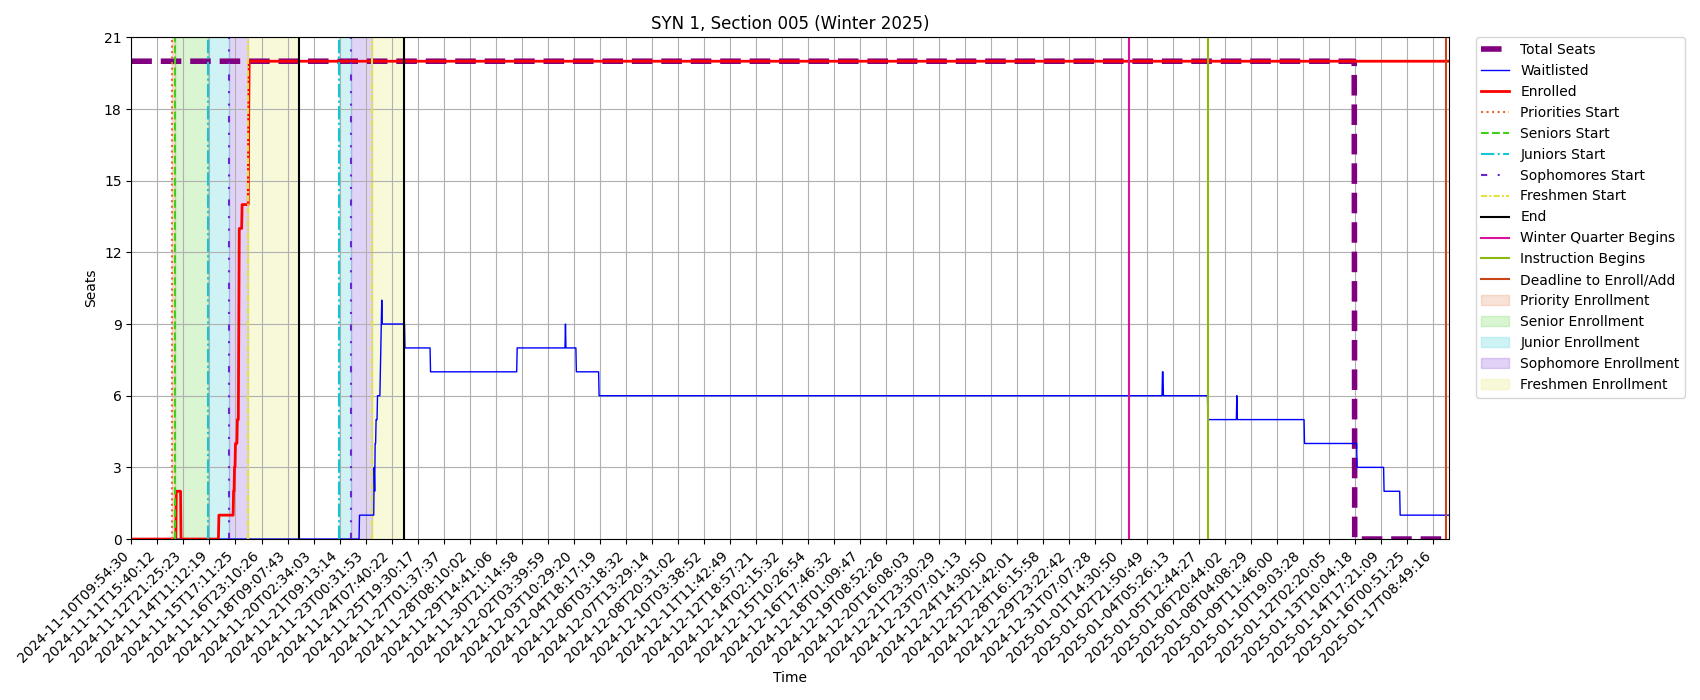 SYN 1, Section 005 (Winter 2025)
21
18
15
12
9
6
3
0
Seats
2024-11-10T09:54:30
2024-11-11T15:40:12
2024-11-12T21:25:23
2024-11-14T11:12:19
2024-11-15T17:11:25
2024-11-16T23:10:26
2024-11-18T09:07:43
2024-11-20T02:34:03
2024-11-21T09:13:14
2024-11-23T00:31:53
2024-11-24T07:40:22
2024-11-25T19:30:17
2024-11-27T01:37:37
2024-11-28T08:10:02
2024-11-29T14:41:06
2024-11-30T21:14:58
2024-12-02T03:39:59
2024-12-03T10:29:20
2024-12-04T18:17:19
2024-12-06T03:18:32
2024-12-07T13:29:14
2024-12-08T20:31:02
2024-12-10T03:38:52
2024-12-11T11:42:49
2024-12-12T18:57:21
2024-12-14T02:15:32
2024-12-15T10:26:54
2024-12-16T17:46:32
2024-12-18T01:09:47
2024-12-19T08:52:26
2024-12-20T16:08:03
2024-12-21T23:30:29
2024-12-23T07:01:13
2024-12-24T14:30:50
2024-12-25T21:42:01
2024-12-28T16:15:58
2024-12-29T23:22:42
2024-12-31T07:07:28
2025-01-01T14:30:50
2025-01-02T21:50:49
2025-01-04T05:26:13
2025-01-05T12:44:27
2025-01-06T20:44:02
2025-01-08T04:08:29
2025-01-09T11:46:00
2025-01-10T19:03:28
2025-01-12T02:20:05
2025-01-13T10:04:18
2025-01-14T17:21:09
2025-01-16T00:51:25
2025-01-17T08:49:16
Time
Total Seats
Waitlisted
Enrolled
Priorities Start
Seniors Start
Juniors Start
Sophomores Start
Freshmen Start
End
Winter Quarter Begins
Instruction Begins
Deadline to Enroll/Add
Priority Enrollment
Senior Enrollment
Junior Enrollment
Sophomore Enrollment
Freshmen Enrollment